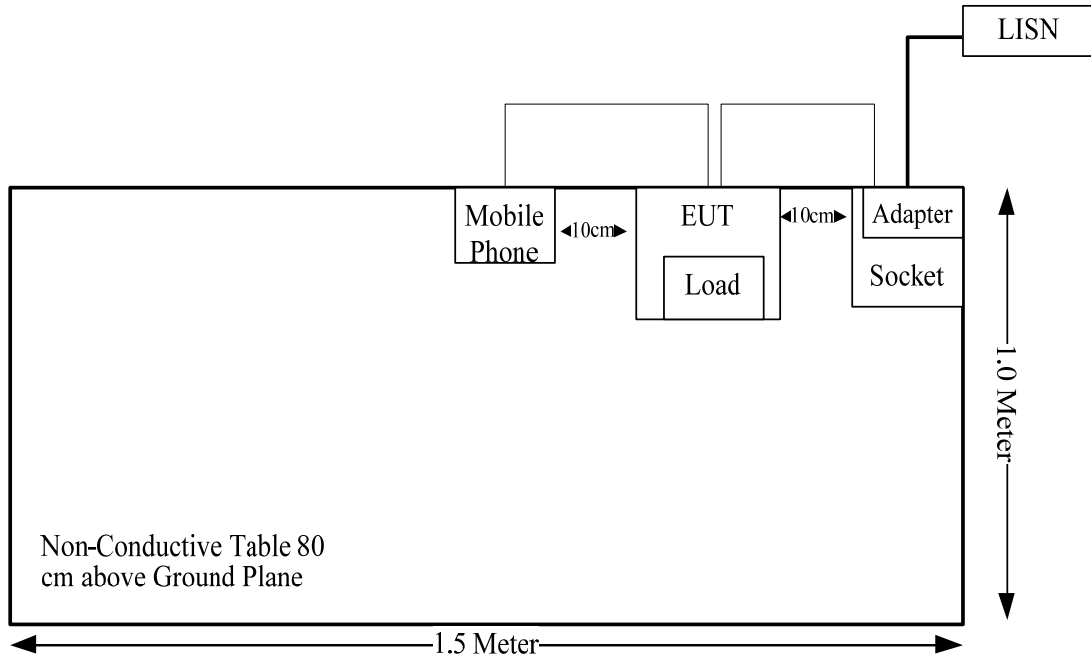 LISN
Mobile
Phone
10cm
EUT
10cm
Adapter
Load
Socket
1.0 Meter
Non-Conductive Table 80
cm above Ground Plane
1.5 Meter